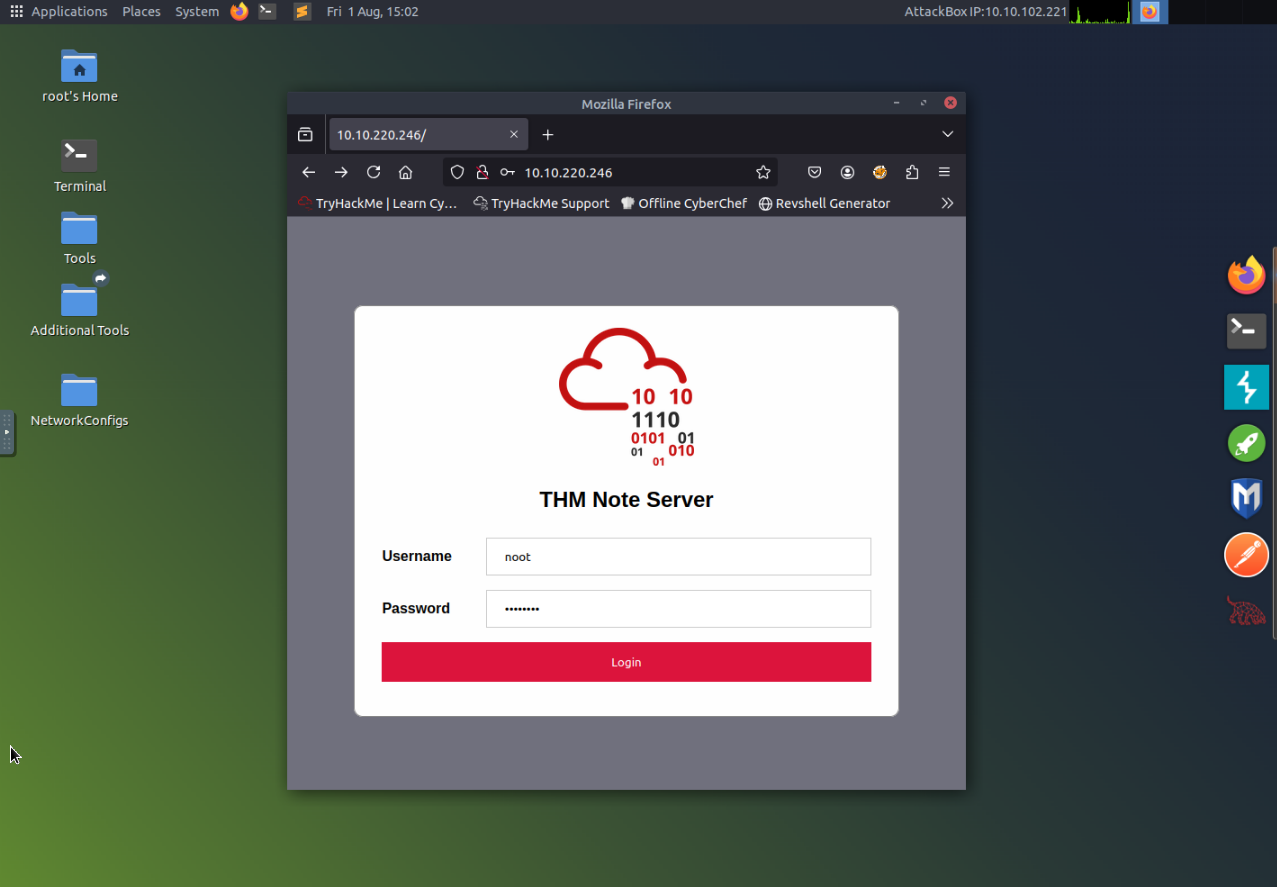 Applications Places System Fri 1 Aug, 15:02 AttackBox IP:10.10.102.221
root's Home
Terminal
Tools
Additional Tools
NetworkConfigs
Mozilla Firefox
10.10.220.246/
10.10.220.246
TryHackMe | Learn Cy... TryHackMe Support Offline CyberChef Revshell Generator
10 10
1110
0101 01
01 010
01
THM Note Server
Username noot
Password ••••••••
Login